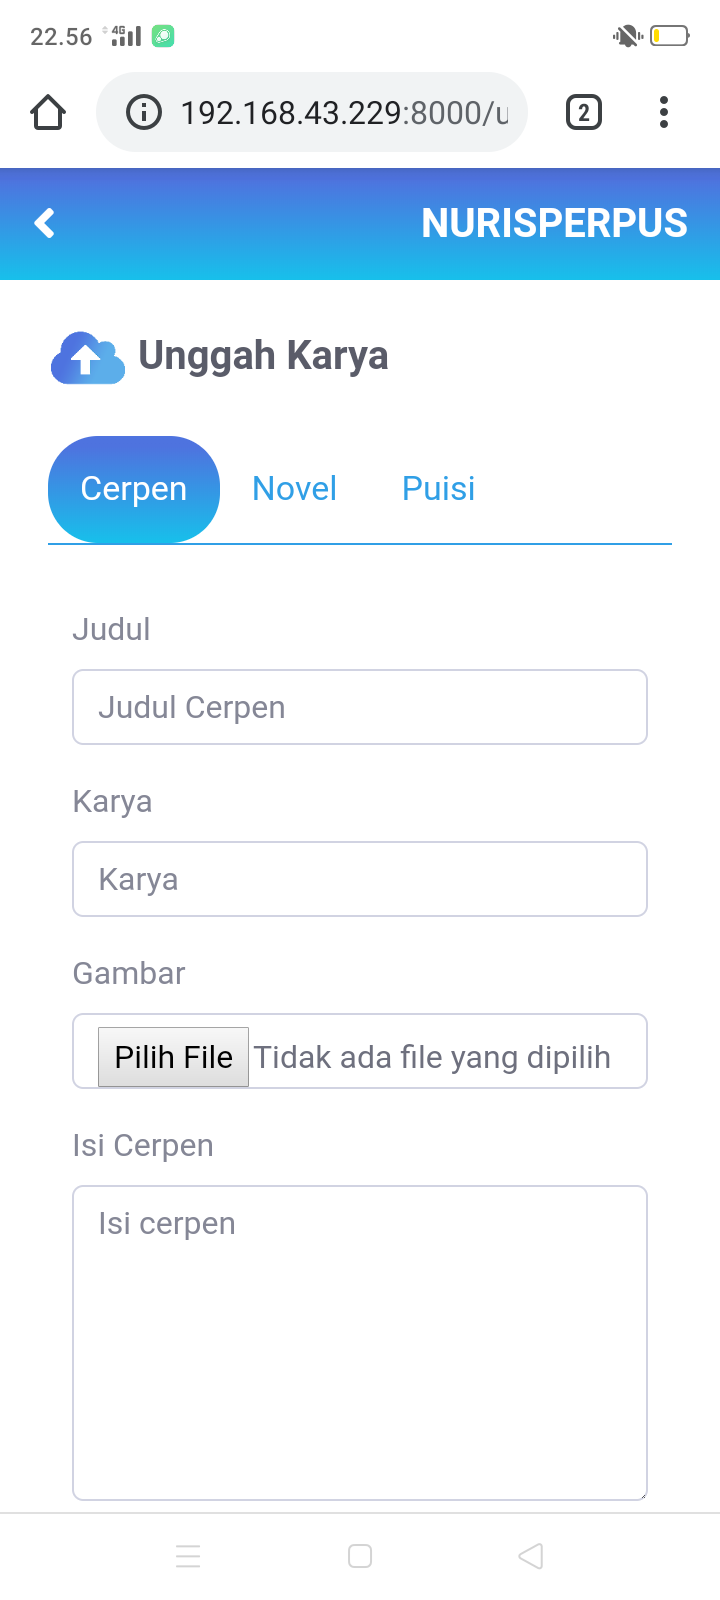 22.56 4G
192.168.43.229:8000/u
2
NURISPERPUS
Unggah Karya
Cerpen Novel Puisi
Judul
Judul Cerpen
Karya
Karya
Gambar
Pilih File Tidak ada file yang dipilih
Isi Cerpen
Isi cerpen